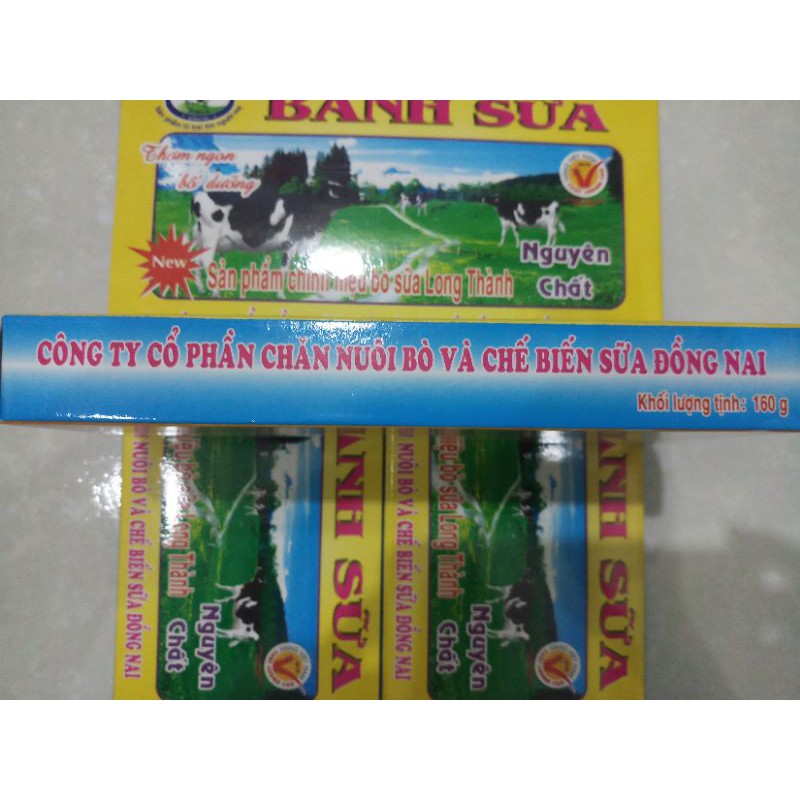 BÁNH SỮA
Thơm ngon
bổ dưỡng
New
Sản phẩm chính hiệu bò sữa Long Thành
Nguyên
Chất
CÔNG TY CỔ PHẦN CHĂN NUÔI BÒ VÀ CHẾ BIẾN SỮA ĐỒNG NAI
Khối lượng tịnh: 160 g
NUÔI BÒ VÀ CHẾ BIẾN SỮA ĐỒNG NAI
Long Thành
Nguyên
Chất
SỮA
NUÔI BÒ VÀ CHẾ BIẾN SỮA ĐỒNG NAI
bò sữa Long Thành
Nguyên
Chất
SỮA